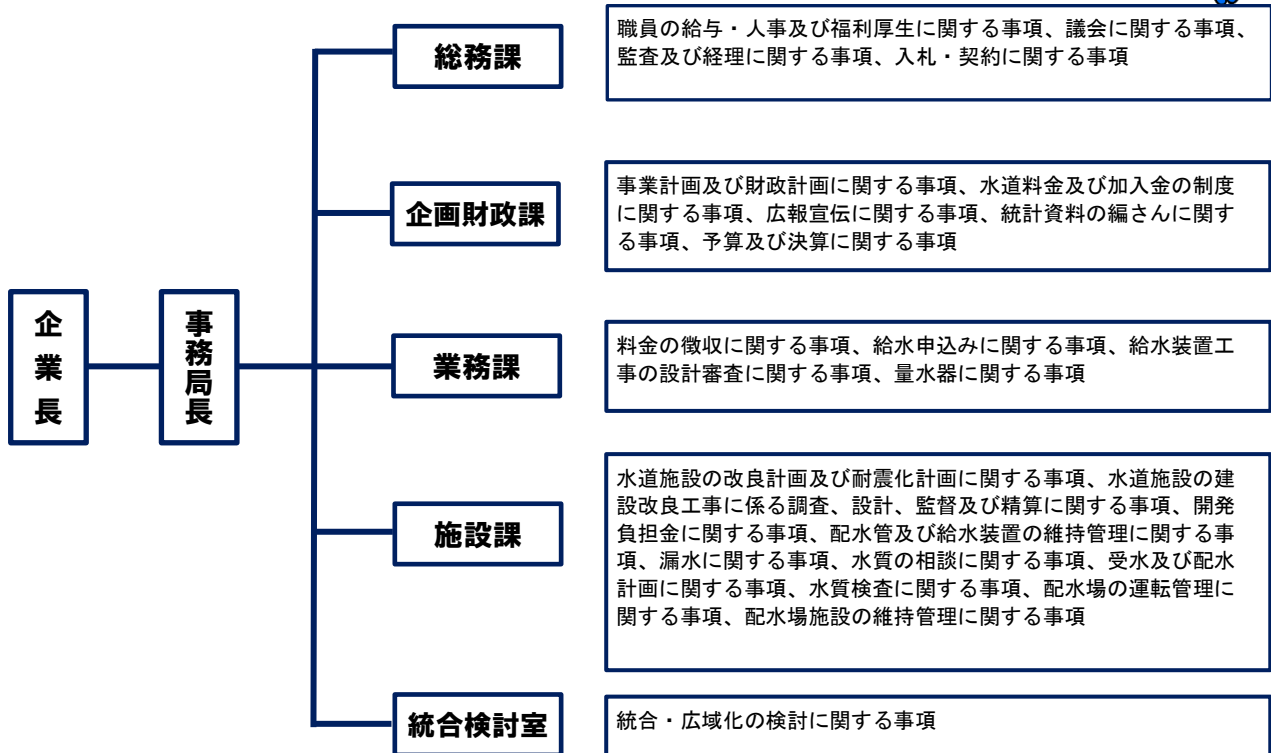 企業長
事務局長
総務課
職員の給与・人事及び福利厚生に関する事項、議会に関する事項、
監査及び経理に関する事項、入札・契約に関する事項
企画財政課
事業計画及び財政計画に関する事項、水道料金及び加入金の制度
に関する事項、広報宣伝に関する事項、統計資料の編さんに関す
る事項、予算及び決算に関する事項
業務課
料金の徴収に関する事項、給水申込みに関する事項、給水装置工
事の設計審査に関する事項、量水器に関する事項
施設課
水道施設の改良計画及び耐震化計画に関する事項、水道施設の建
設改良工事に係る調査、設計、監督及び精算に関する事項、開発
負担金に関する事項、配水管及び給水装置の維持管理に関する事
項、漏水に関する事項、水質の相談に関する事項、受水及び配水
計画に関する事項、水質検査に関する事項、配水場の運転管理に
関する事項、配水場施設の維持管理に関する事項
統合検討室
統合・広域化の検討に関する事項